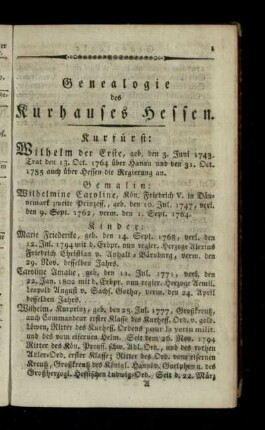 1
Genealogie
des
Kurhauses Hessen.
Kurfürst:
Wilhelm der Erste, geb. den 3. Juni 1743.
Trat den 13. Oct. 1764 über Hanau und den 31. Oct.
1785 auch über Hessen die Regierung an.
Gemalin:
Wilhelmine Caroline, Kön. Friedrich V. in Dän-
nemark zweite Prinzess, geb. den 10. Jul. 1747, verl.
den 9. Sept. 1762, verm. den 1. Sept. 1764.
Kinder:
Marie Friederike, geb. den 14. Sept. 1768, verl. den
12. Jul. 1794 mit d. Erbpr. nun regier. Herzoge Alexius
Friedrich Christian v. Anhalt-Bärnburg, verm. den
29. Nov. desselben Jahrs.
Caroline Amalie, geb. den 11. Jul. 1771, verl. den
22. Jan. 1802 mit d. Erbpr. nun regier. Herzog Aemil.
Leopold August v. Sachs. Gotha, verm. den 24. April
desselben Jahrs.
Wilhelm, Kurprinz, geb. den 28. Jul. 1777, Großkreuz,
auch Commandeur erster Klasse des Kurhess. Ord. v. gold.
Löwen, Ritter des Kurhess. Ordens pour la vertu milit.
und des vom eisernen Helm. Seit dem 26. Nov. 1794
Ritter des Kön. Preuss. schw. Adl. Ord., und des rothen
Adler-Ord. erster Klasse; Ritter des Ord. vom eisernen
Kreutz, Großkreutz des Königl. Hannöv. Guelphen u. des
Großherzogl. Hessischen Ludwigs-Ord. Seit d. 22. März
A